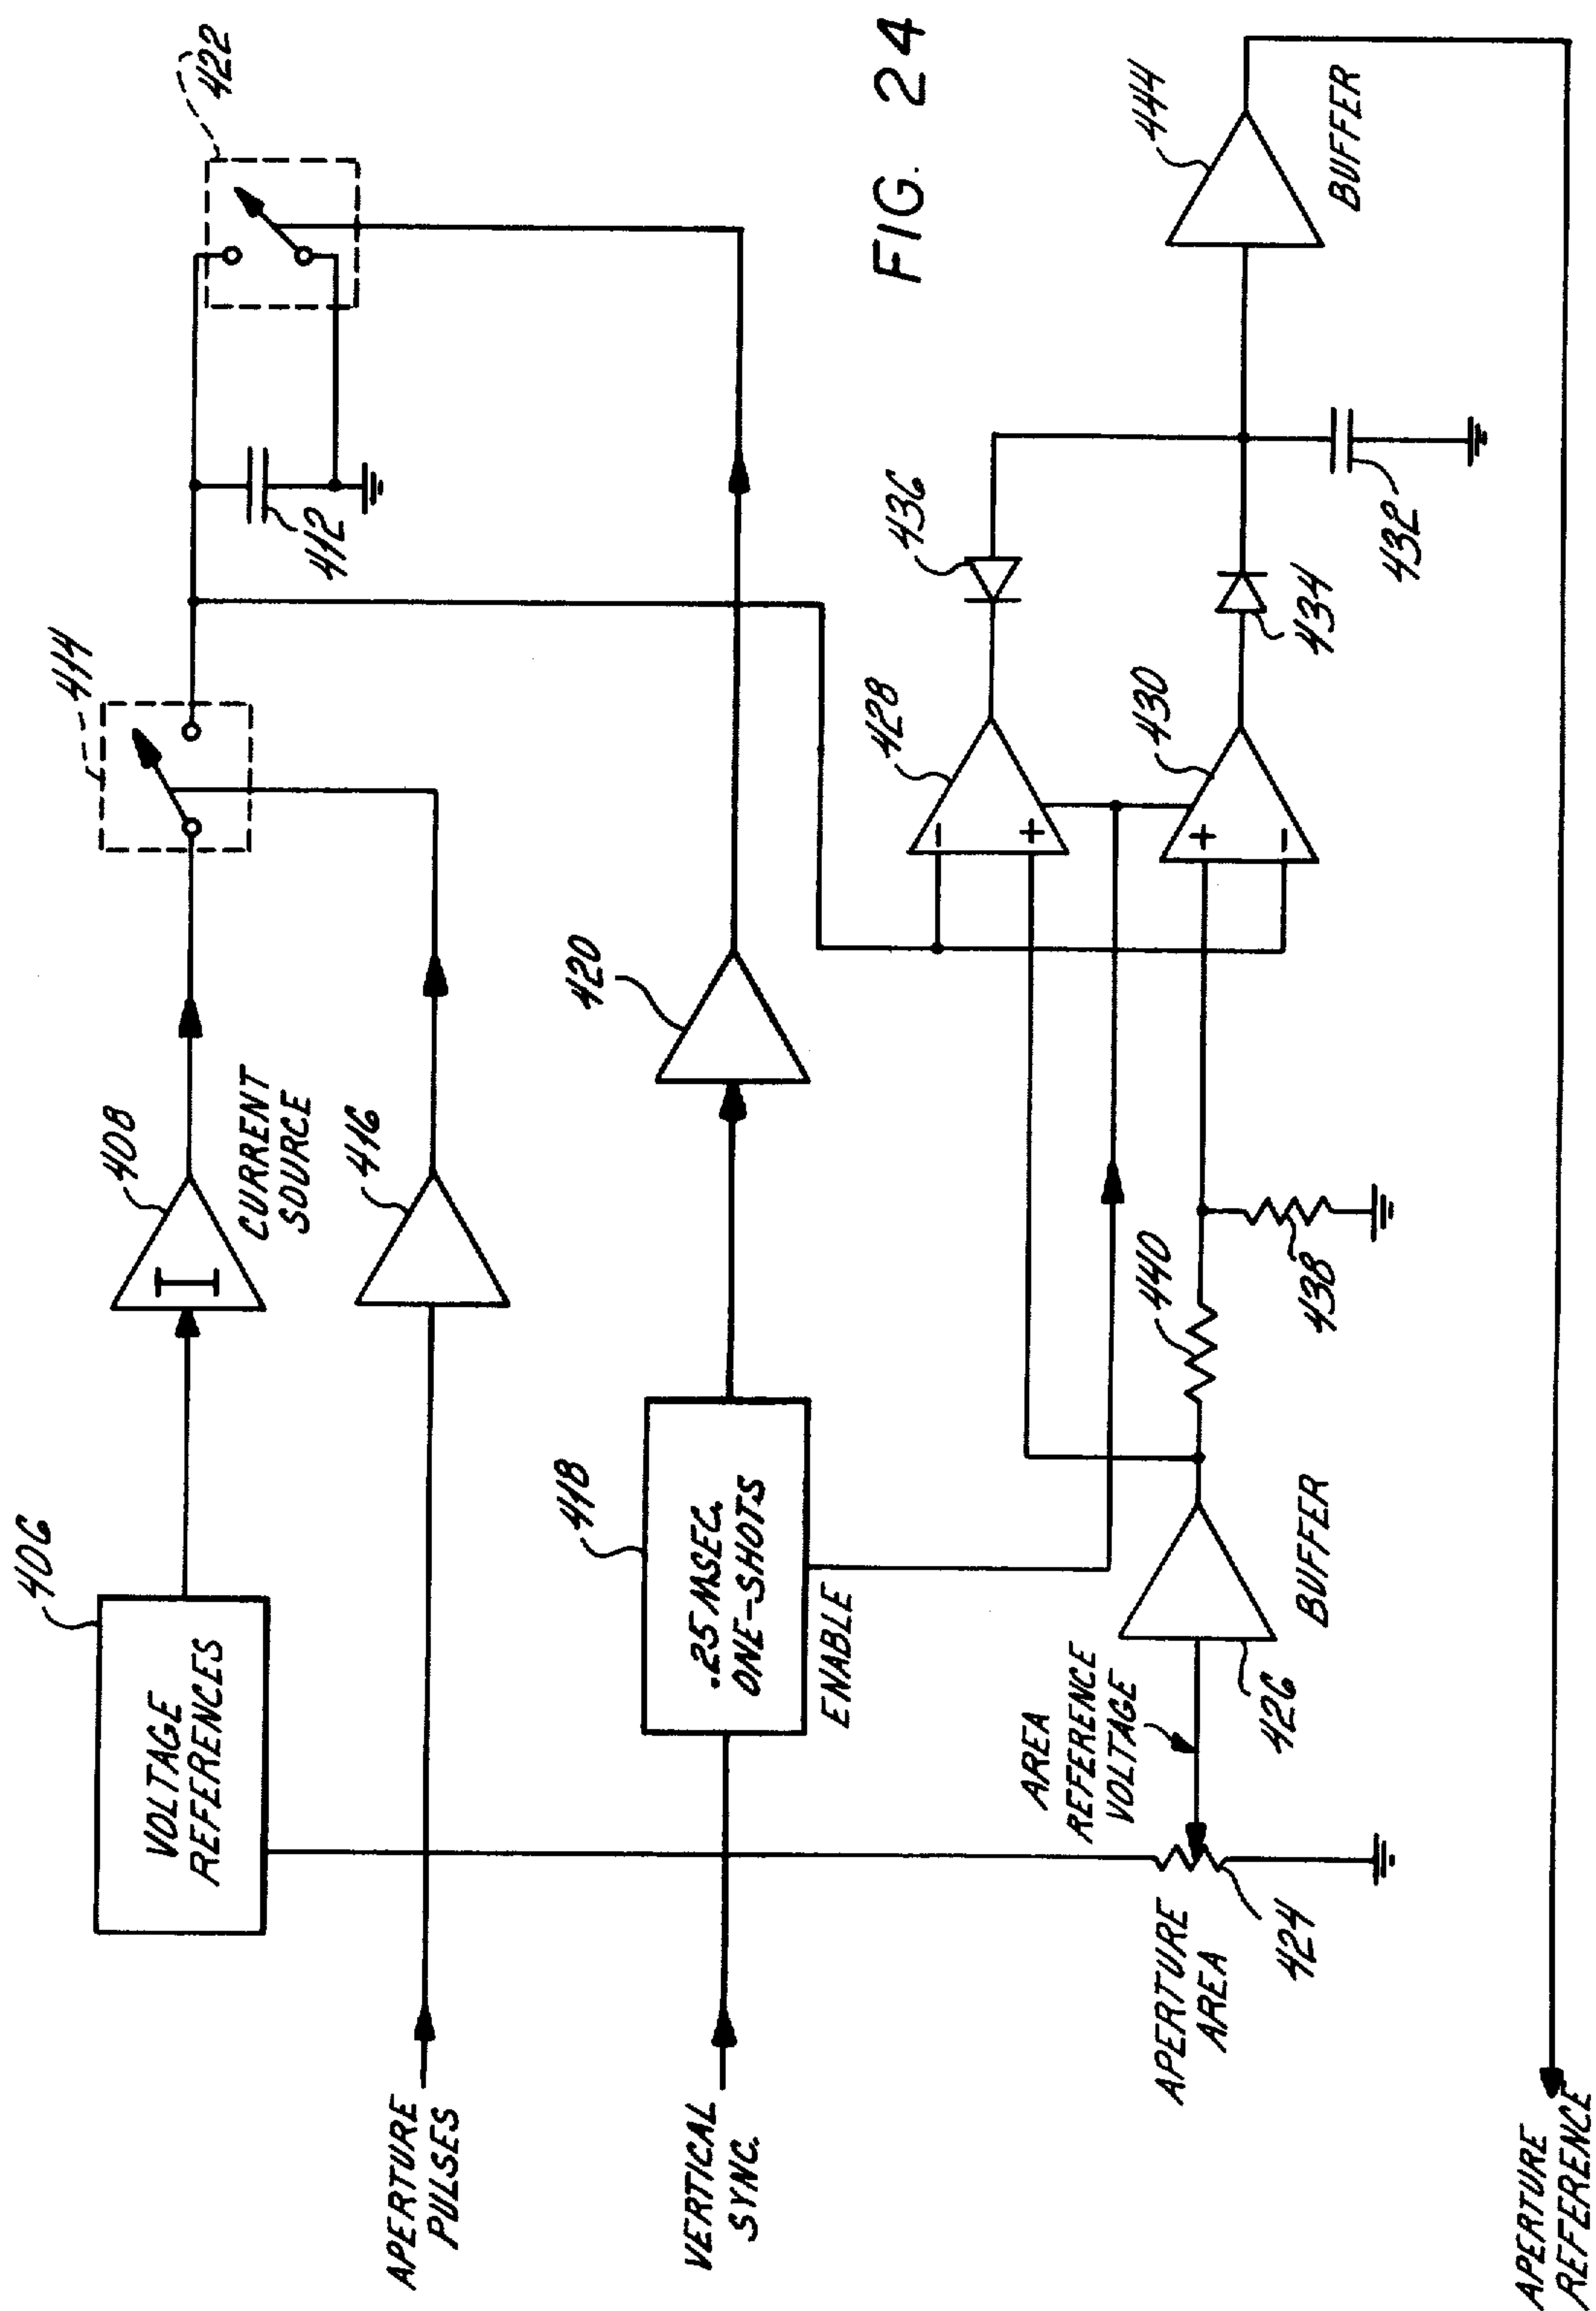 422
414
412
408
CURRENT
SOURCE
416
406
VOLTAGE
REFERENCES
APERTURE
PULSES
420
418
.25 MSEC.
ONE-SHOTS
ENABLE
VERTICAL
SYNC.
FIG. 24
444
BUFFER
436
428
-
+
430
+
-
434
432
440
438
426
BUFFER
AREA
REFERENCE
VOLTAGE
APERTURE
AREA
424
I
APERTURE
REFERENCE